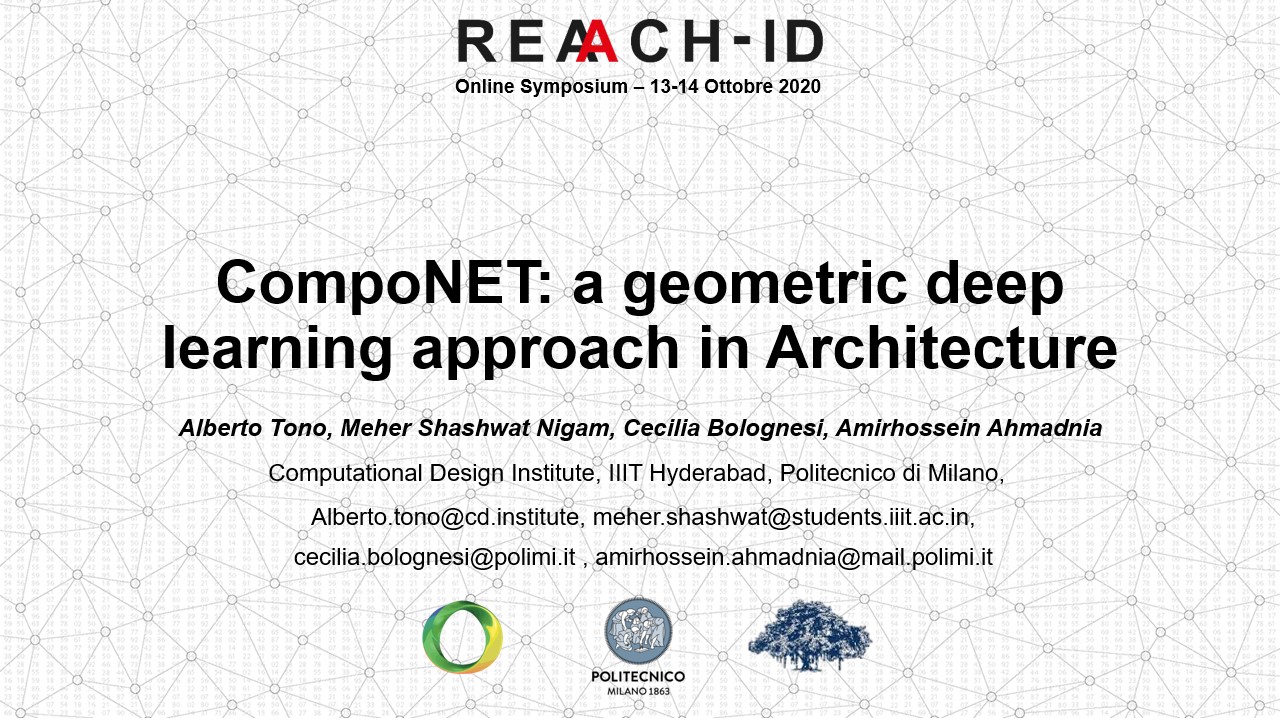 REAACH-ID
Online Symposium – 13-14 Ottobre 2020
CompoNET: a geometric deep
learning approach in Architecture
Alberto Tono, Meher Shashwat Nigam, Cecilia Bolognesi, Amirhossein Ahmadnia
Computational Design Institute, IIIT Hyderabad, Politecnico di Milano,
Alberto.tono@cd.institute, meher.shashwat@students.iiit.ac.in,
cecilia.bolognesi@polimi.it , amirhossein.ahmadnia@mail.polimi.it
POLITECNICO
MILANO 1863